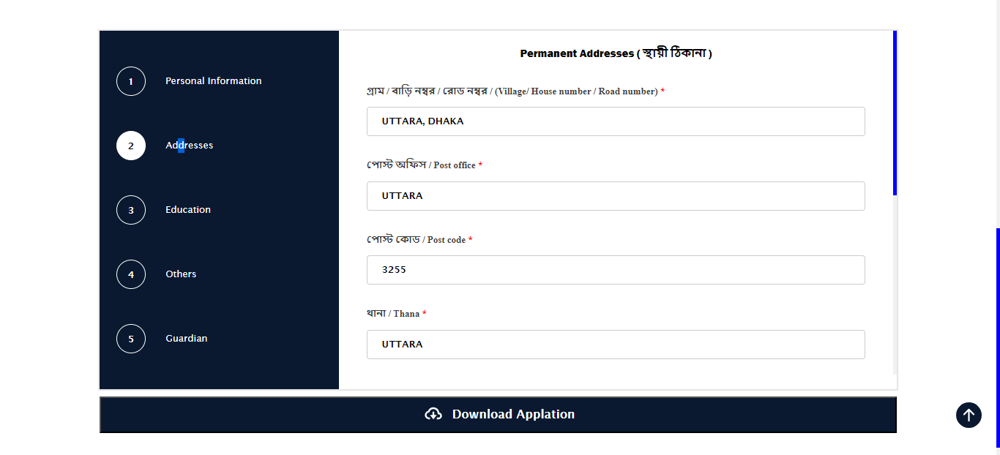 1 Personal Information
2 Addresses
3 Education
4 Others
5 Guardian
Permanent Addresses ( স্থায়ী ঠিকানা )
গ্রাম / বাড়ি নম্বর / রোড নম্বর / (Village/ House number / Road number) *
UTTARA, DHAKA
পোস্ট অফিস / Post office *
UTTARA
পোস্ট কোড / Post code *
3255
থানা / Thana *
UTTARA
Download Applation